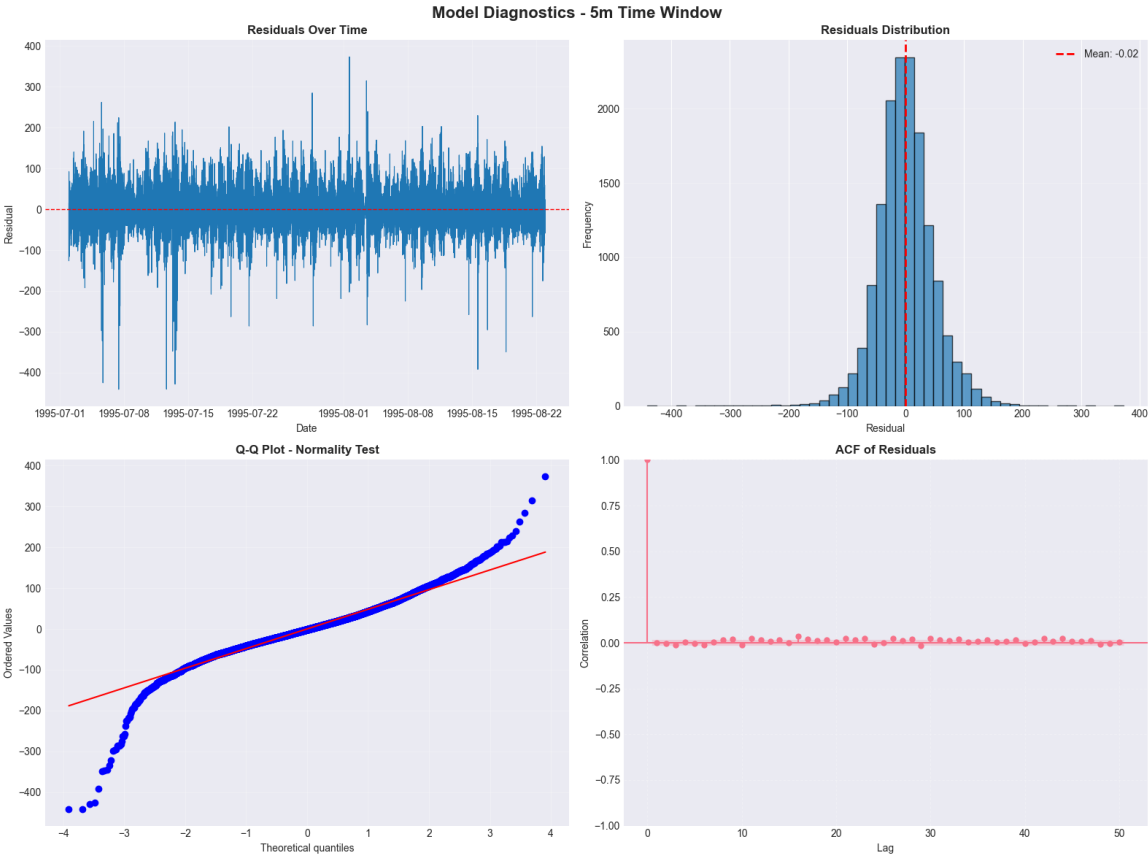 Model Diagnostics - 5m Time Window
Residuals Over Time
400
300
200
100
0
−100
−200
−300
−400
Residual
1995-07-01 1995-07-08 1995-07-15 1995-07-22 1995-08-01 1995-08-08 1995-08-15 1995-08-22
Date
Residuals Distribution
Mean: -0.02
2000
1500
1000
500
0
Frequency
−400 −300 −200 −100 0 100 200 300 400
Residual
Q-Q Plot - Normality Test
400
300
200
100
0
−100
−200
−300
−400
Ordered Values
−4 −3 −2 −1 0 1 2 3 4
Theoretical quantiles
ACF of Residuals
1.00
0.75
0.50
0.25
0.00
−0.25
−0.50
−0.75
−1.00
Correlation
0 10 20 30 40 50
Lag